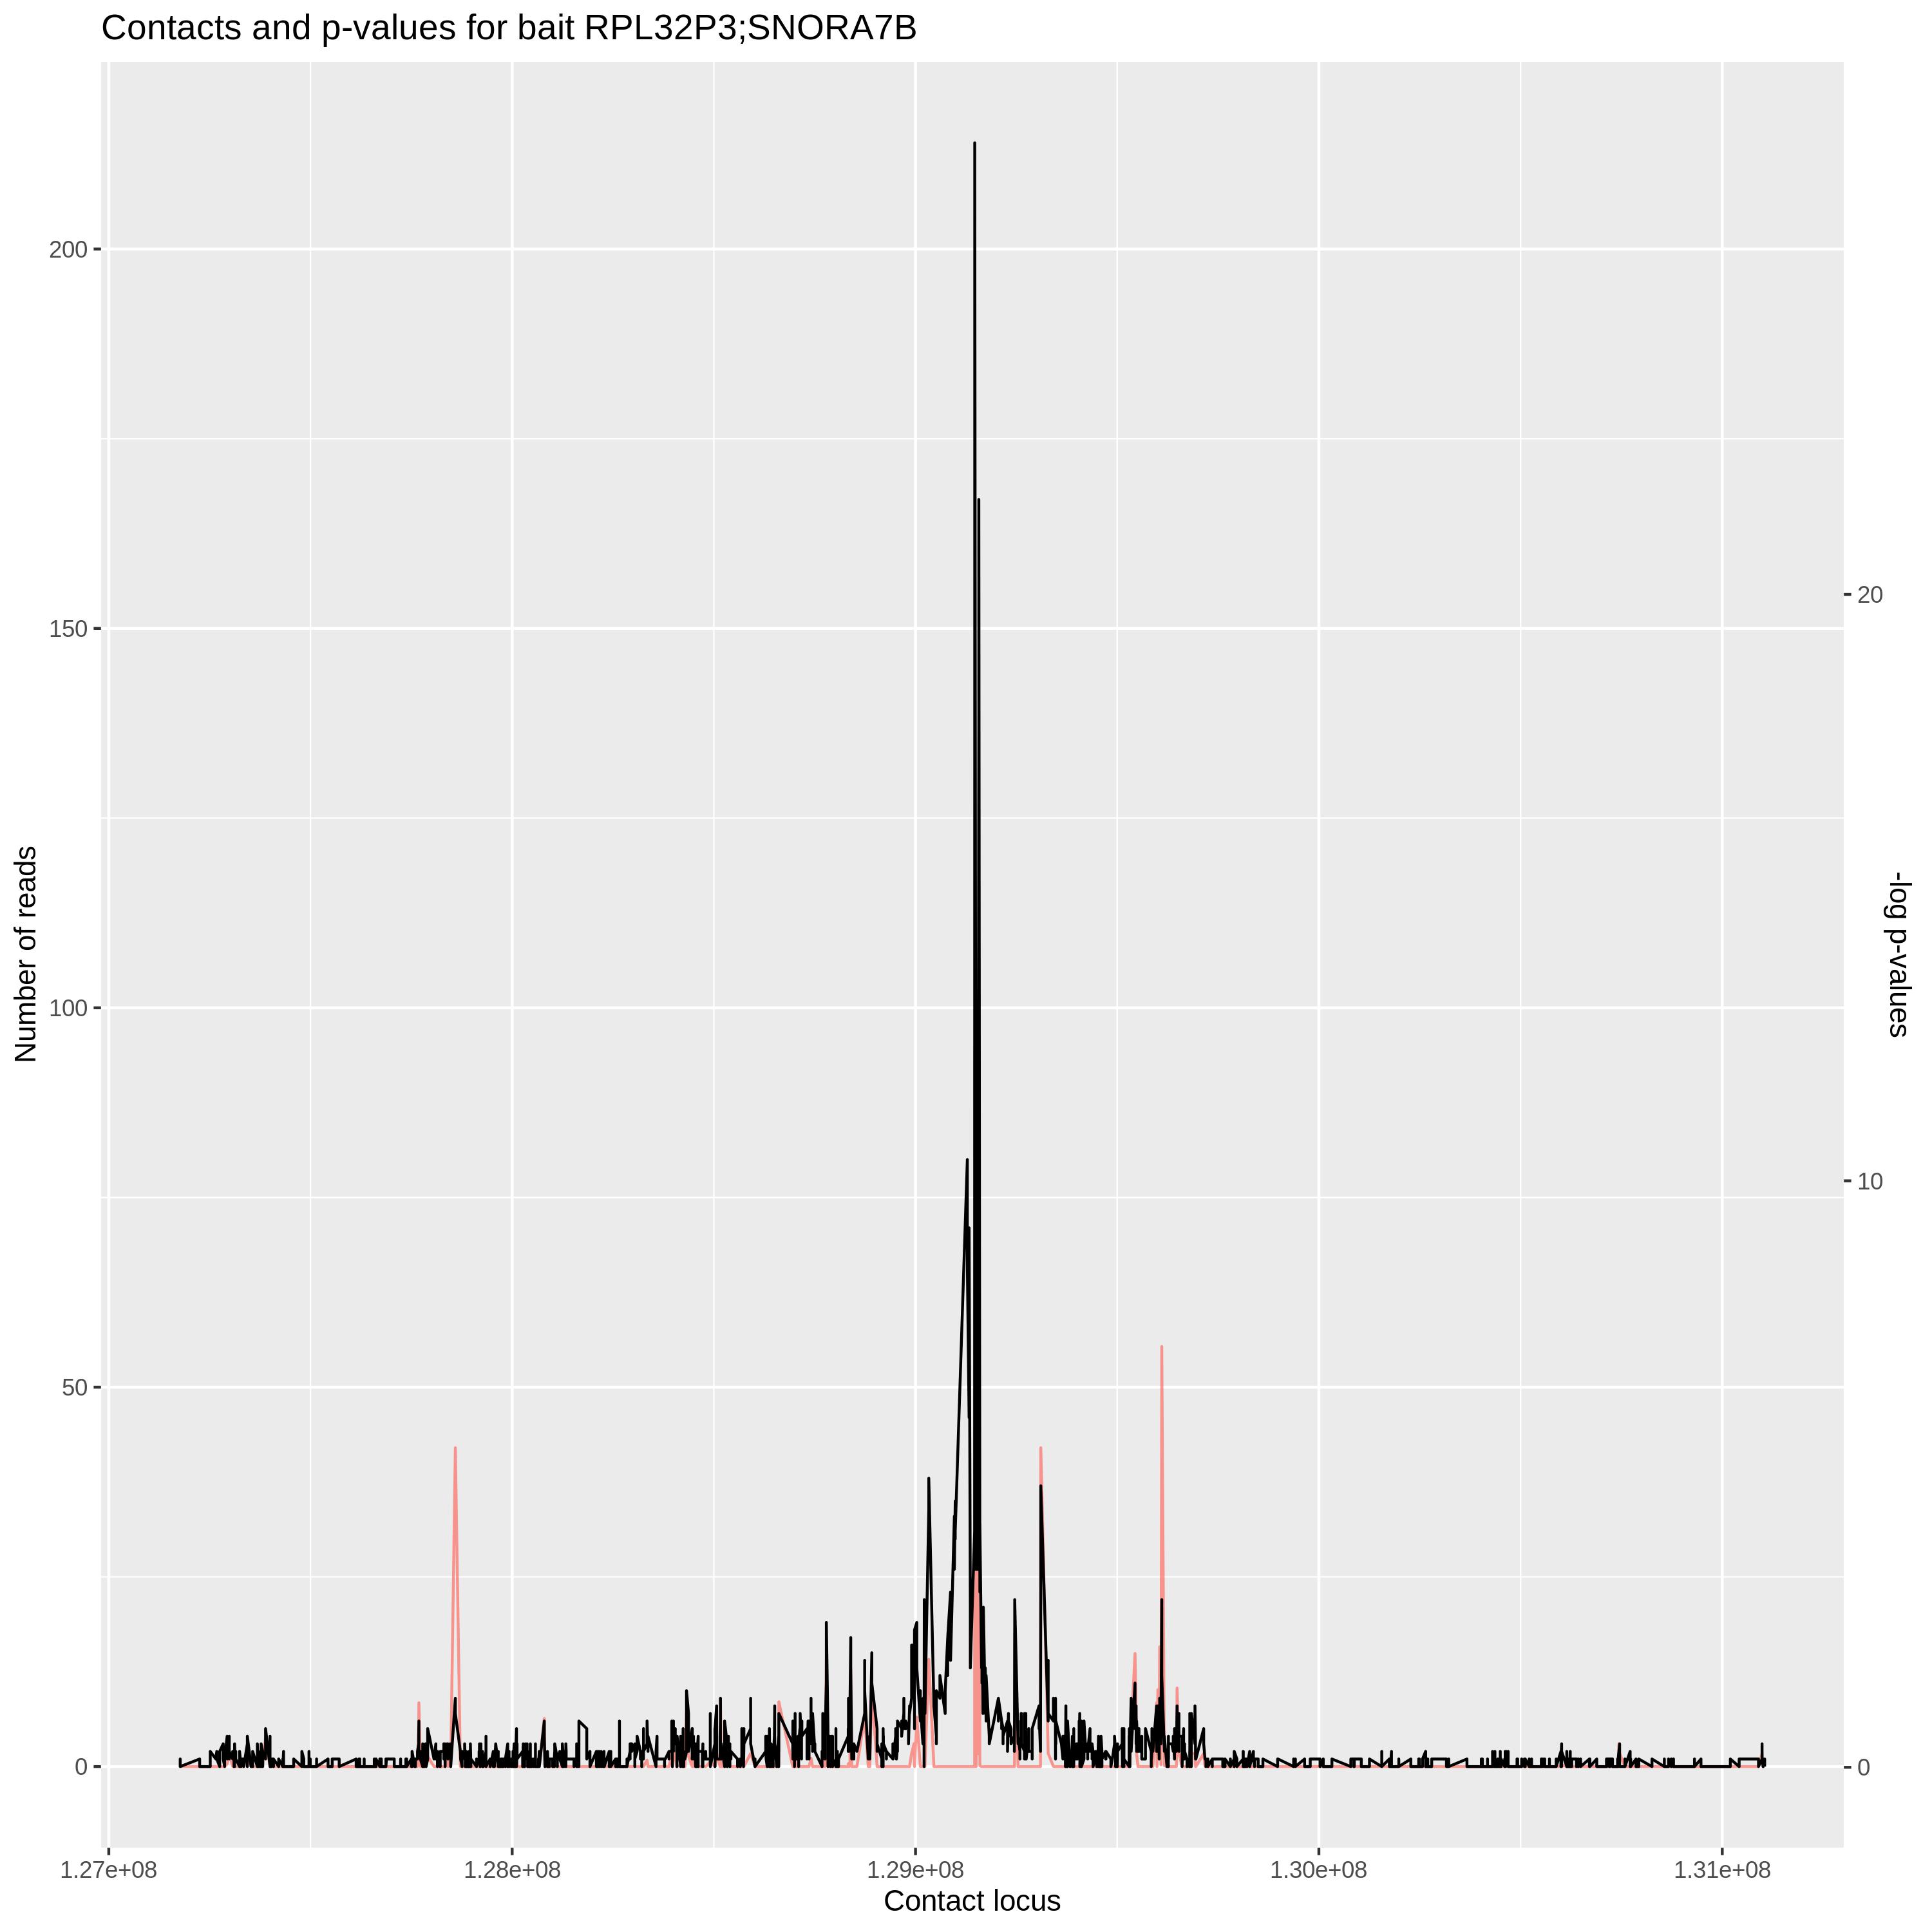 Contacts and p-values for bait RPL32P3;SNORA7B
200
150
100
50
0
Number of reads
20
10
0
-log p-values
1.27e+08
1.28e+08
1.29e+08
1.30e+08
1.31e+08
Contact locus